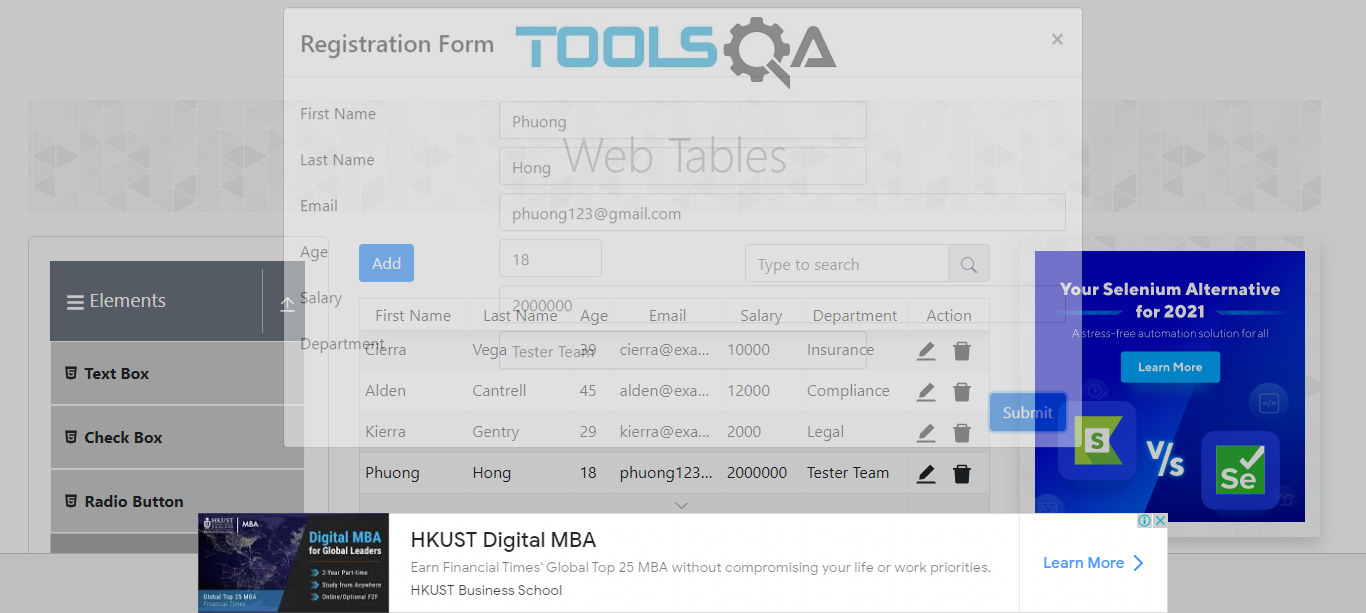 Registration Form
TOOLSQA
×
First Name
Phuong
Web Tables
Last Name
Hong
Email
phuong123@gmail.com
Age
18
Add
Type to search
Elements
Salary
2000000
First Name Last Name Age Email Salary Department Action
Department
Tester Team
Cierra Vega 39 cierra@exa... 10000 Insurance
Alden Cantrell 45 alden@exa... 12000 Compliance
Kierra Gentry 29 kierra@exa... 2000 Legal
Phuong Hong 18 phuong123... 2000000 Tester Team
Submit
Text Box
Check Box
Radio Button
Your Selenium Alternative
for 2021
A stress-free automation solution for all
Learn More
S
V/s
Se
HKUST
MBA
Digital MBA
for Global Leaders
2-Year Part-time
Study from Anywhere
Online/Optional F2F
Global Top 25 MBA
Financial Times
HKUST Digital MBA
Earn Financial Times' Global Top 25 MBA without compromising your life or work priorities.
HKUST Business School
Learn More